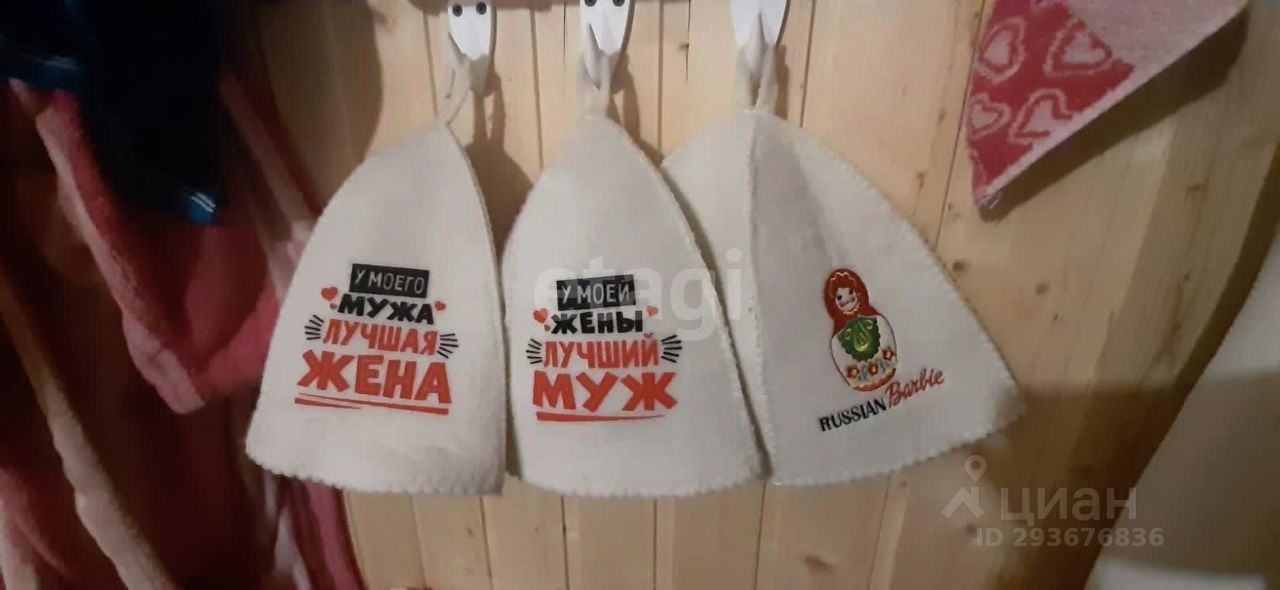 У МОЕГО
МУЖА
ЛУЧШАЯ
ЖЕНА
У МОЕЙ
ЖЕНЫ
ЛУЧШИЙ
МУЖ
RUSSIAN Barbie
etagi
циан
ID 293676836